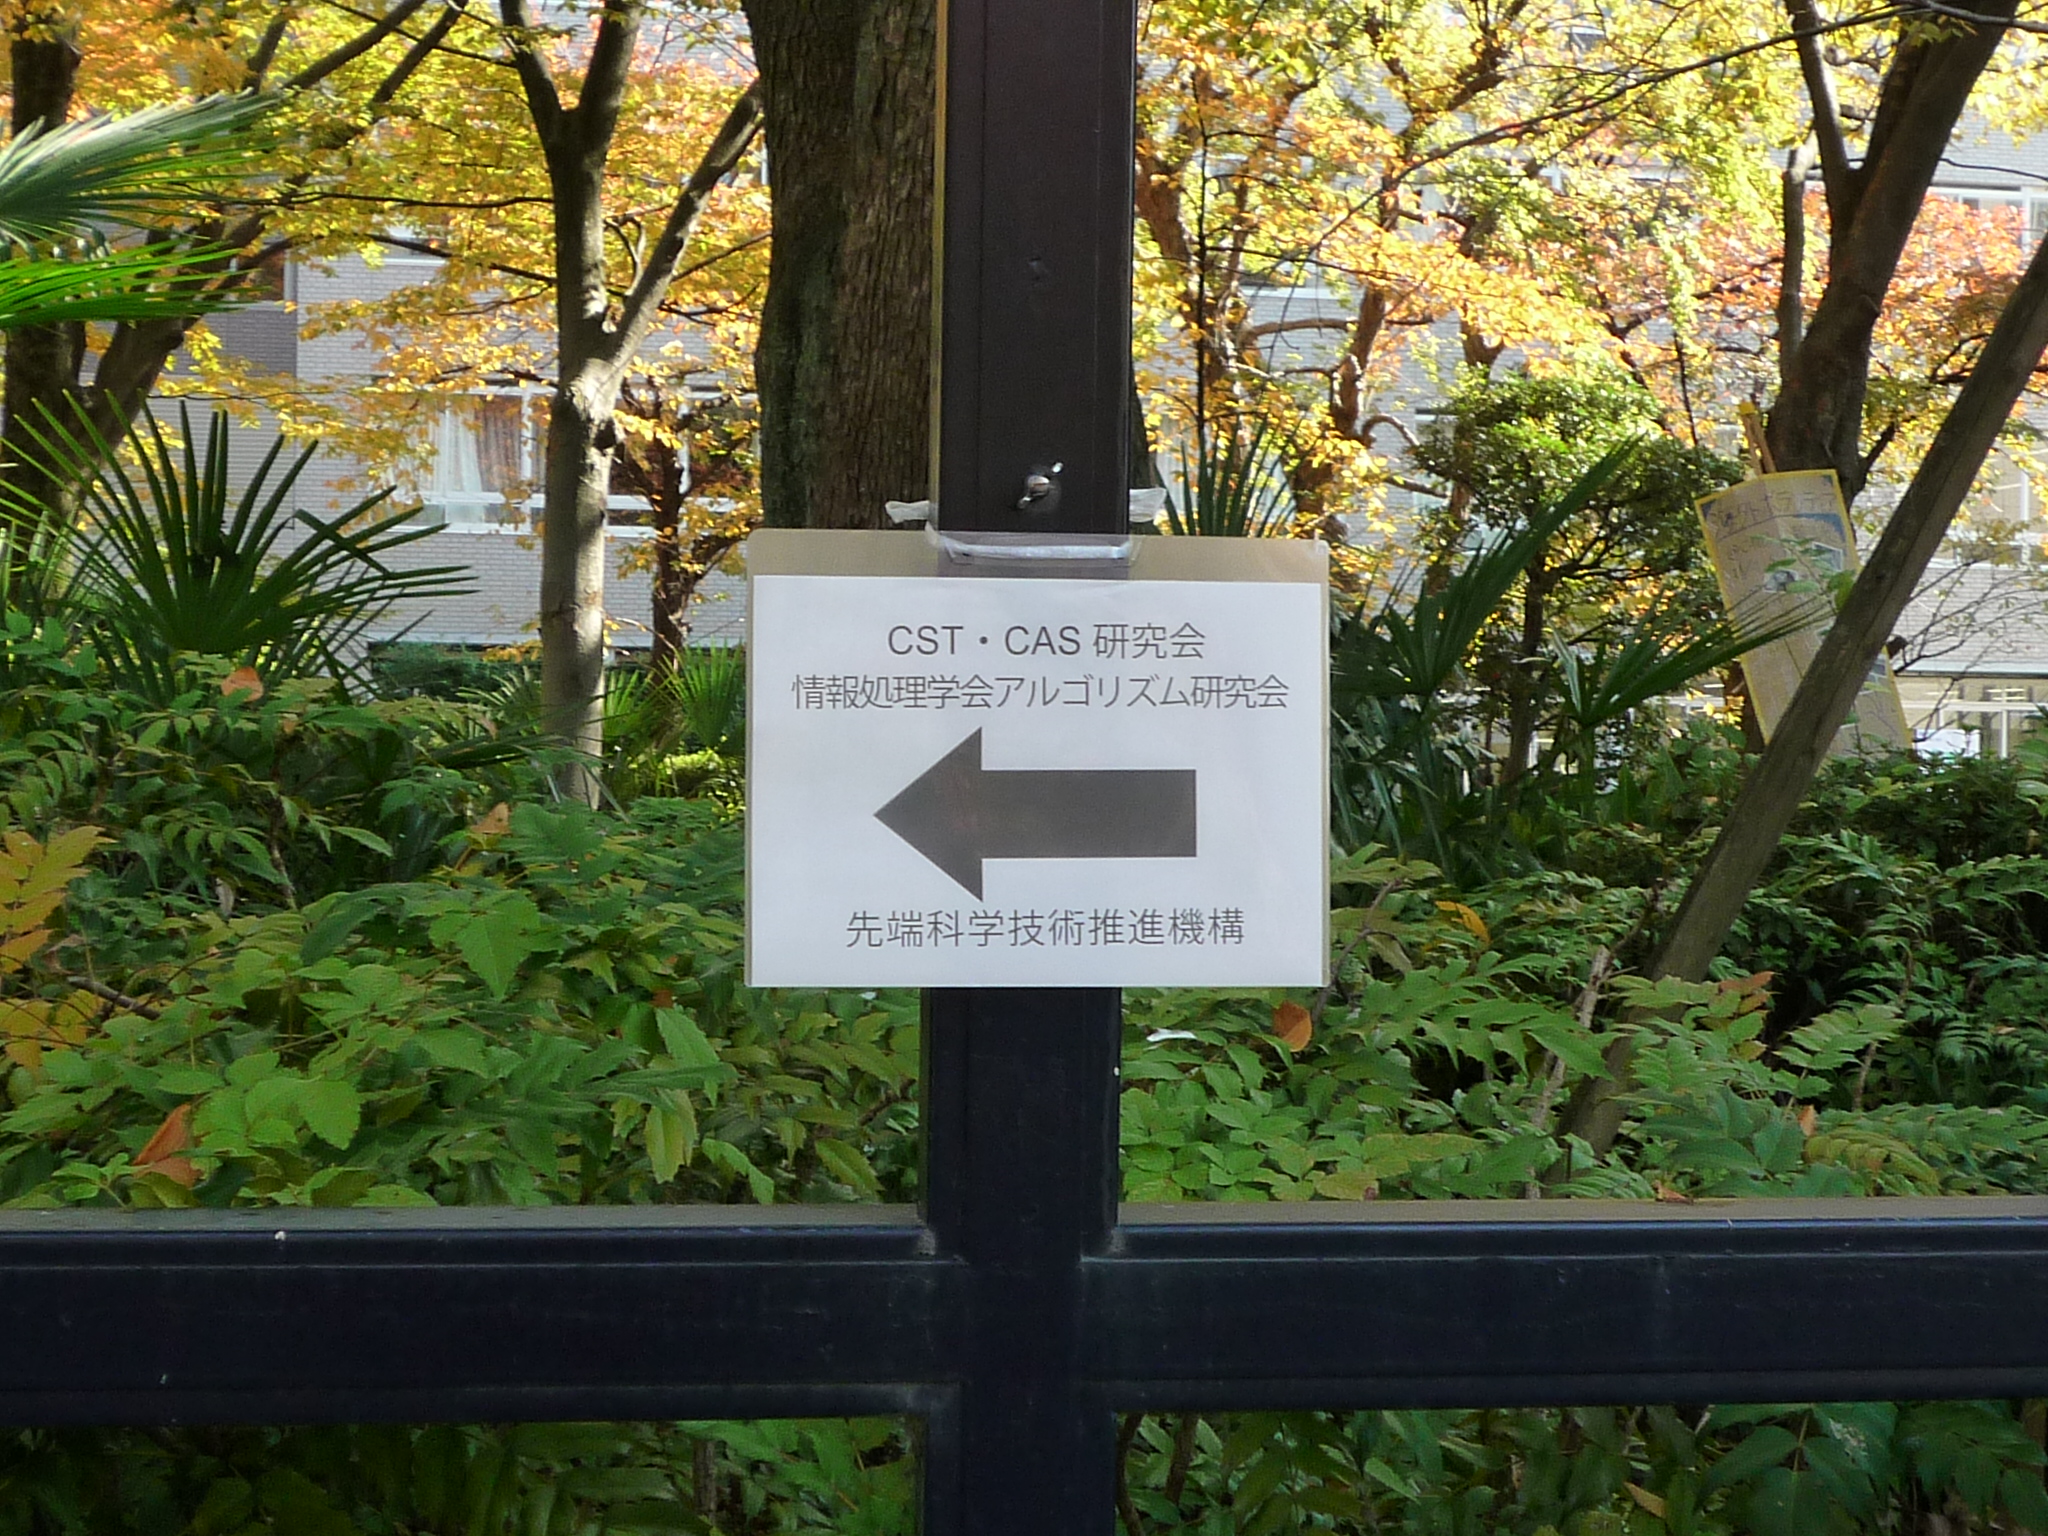 CST・CAS 研究会
情報処理学会アルゴリズム研究会
先端科学技術推進機構